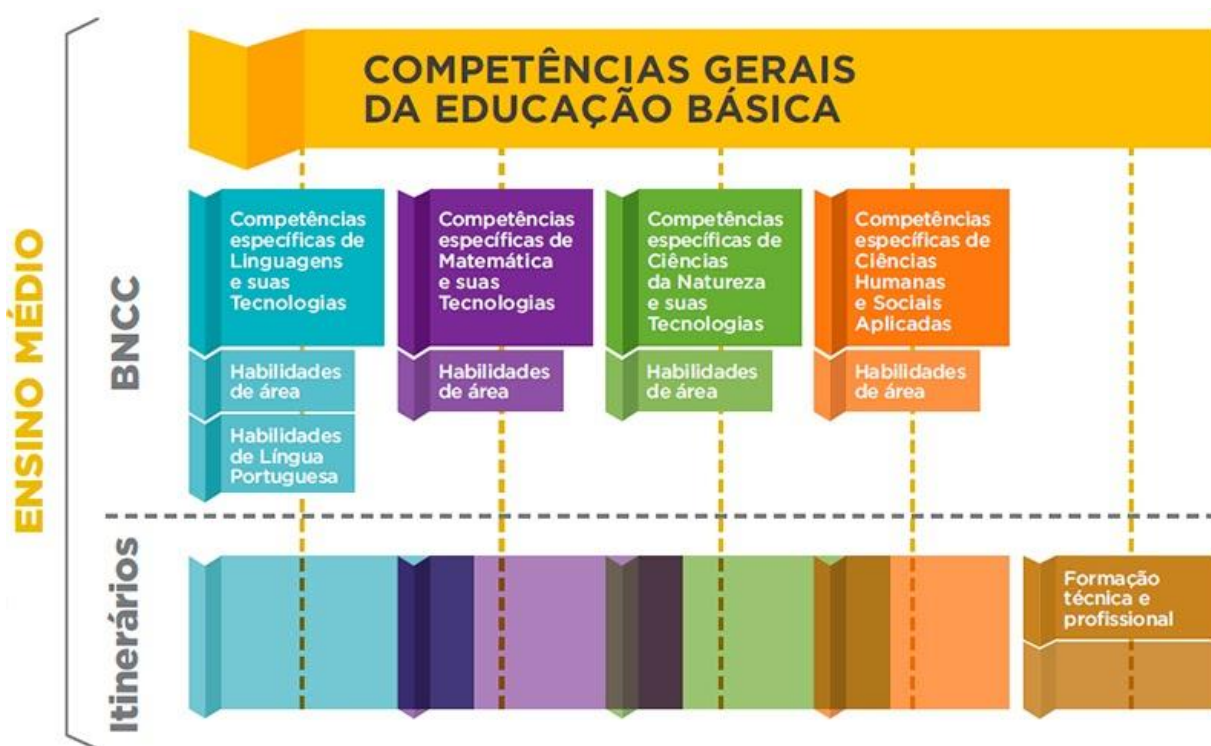 COMPETÊNCIAS GERAIS
DA EDUCAÇÃO BÁSICA
ENSINO MÉDIO
BNCC
Competências
específicas de
Linguagens
e suas
Tecnologias
Habilidades
de área
Habilidades
de Língua
Portuguesa
Competências
específicas de
Matemática
e suas
Tecnologias
Habilidades
de área
Competências
específicas de
Ciências
da Natureza
e suas
Tecnologias
Habilidades
de área
Competências
específicas de
Ciências
Humanas
e Sociais
Aplicadas
Habilidades
de área
Itinerários
Formação
técnica e
profissional